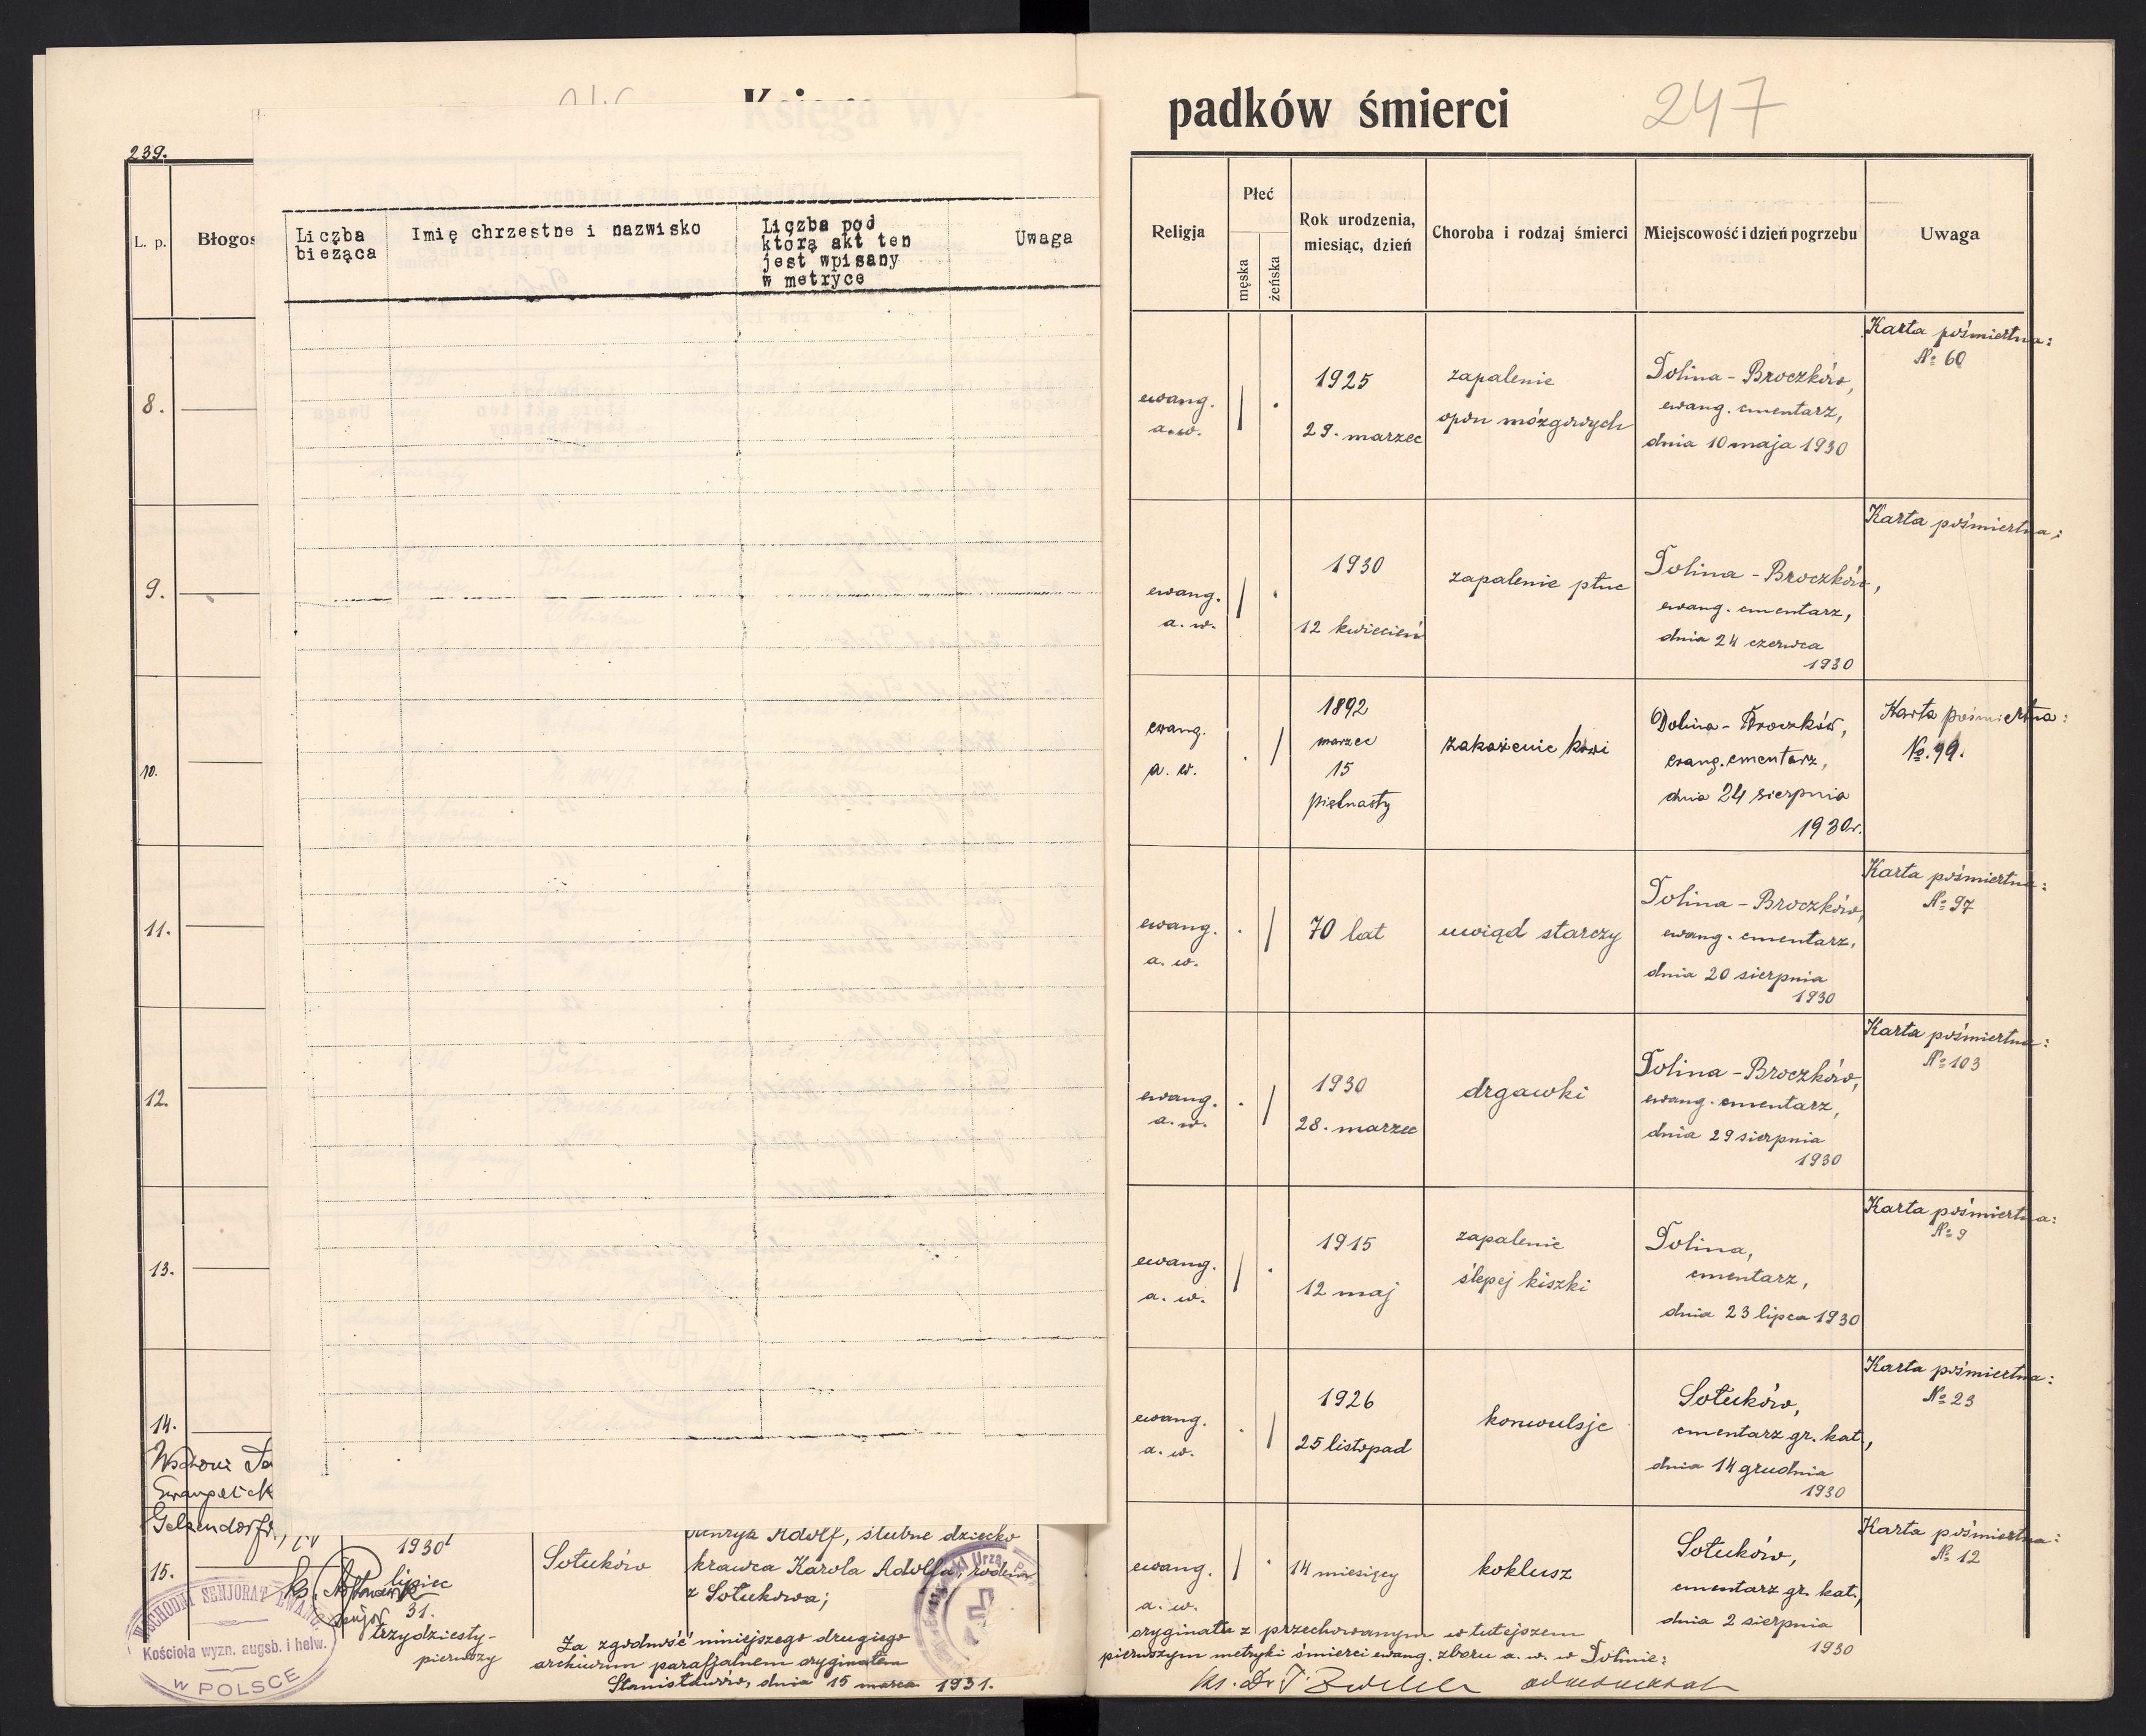 Księga wy-
padków śmierci
247
239.
L. p.
Błogos
Liczba
bieżąca
Imię chrzestne i nazwisko
Liczba pod
którą akt ten
jest wpisany
w metryce
Uwaga
Religja
Płeć
męska
żeńska
Rok urodzenia,
miesiąc, dzień
Choroba i rodzaj śmierci
Miejscowość i dzień pogrzebu
Uwaga
8.
ewang.
a.w.
1925
29. marzec
zapalenie
opon mózgowych
Dolina - Broczków,
ewang. cmentarz,
dnia 10 maja 1930
Karta pośmiertna:
№ 60
9.
ewang.
a. w.
1930
12 kwiecień
zapalenie płuc
Dolina - Broczków,
ewang. cmentarz,
dnia 24 czerwca
1930
Karta pośmiertna:
10.
ewang.
a. w.
1892
marzec
15
piętnasty
zakażenie krwi
Dolina - Broczków,
ewang. cmentarz,
dnia 24 sierpnia
1930r.
Karta pośmiertna:
№. 99.
11.
ewang.
a. w.
70 lat
uwiąd starczy
Dolina - Broczków,
ewang. cmentarz,
dnia 20 sierpnia
1930
Karta pośmiertna:
№ 97
12.
ewang.
a. w.
1930
28. marzec
drgawki
Dolina - Broczków,
ewang. cmentarz,
dnia 29 sierpnia
1930
Karta pośmiertna:
№ 103
13.
ewang.
a. w.
1915
12 maj
zapalenie
ślepej kiszki
Dolina,
cmentarz,
dnia 23 lipca 1930
Karta pośmiertna:
№ 9
14.
ewang.
a. w.
1926
25 listopad
konwulsje
Sołuków,
cmentarz gr. kat.,
dnia 14 grudnia
1930
Karta pośmiertna:
№ 23
Gelsendorf,
15.
1930
lipiec
31.
trzydziesty-
pierwszy
Sołuków
Henryk Adolf, ślubne dziecko
krawca Karola Adolfa, rodem
z Sołukowa;
ewang.
a. w.
14 miesięcy
koklusz
Sołuków,
cmentarz gr. kat.,
dnia 2 sierpnia
1930
Karta pośmiertna:
№ 12
senjor
WSCHODNI SENJORAT EWANG.
Kościoła wyzn. augsb. i helw.
W POLSCE
Za zgodność niniejszego drugiego
oryginału z przechowanym w tutejszem
archiwum parafjalnem oryginałem
pierwszym metryki śmierci ewang. zboru a. w. w Dolinie:
Stanisławów, dnia 15 marca 1931.
ks. Dr